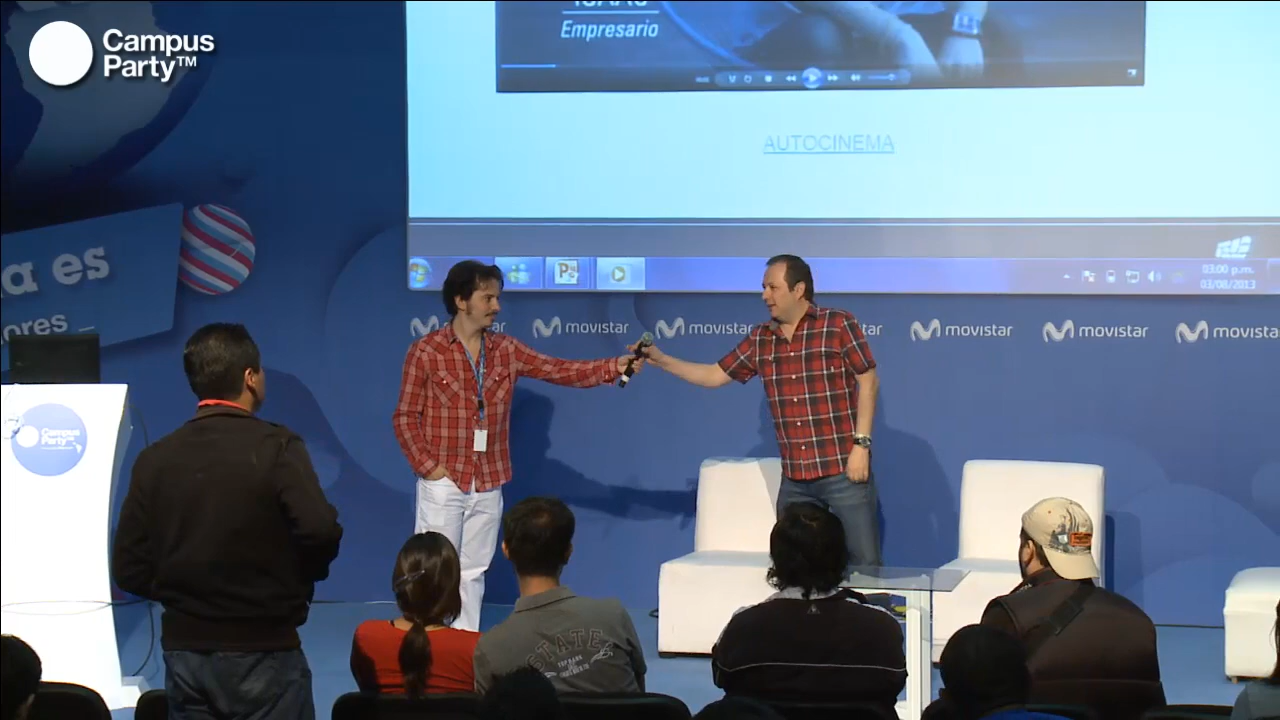 Campus
Party™
Empresario
AUTOCINEMA
a es
ores _
03:00 p.m.
03/08/2013
movistar
movistar
movistar
movistar
movistar
movistar
Campus
Party
STATE